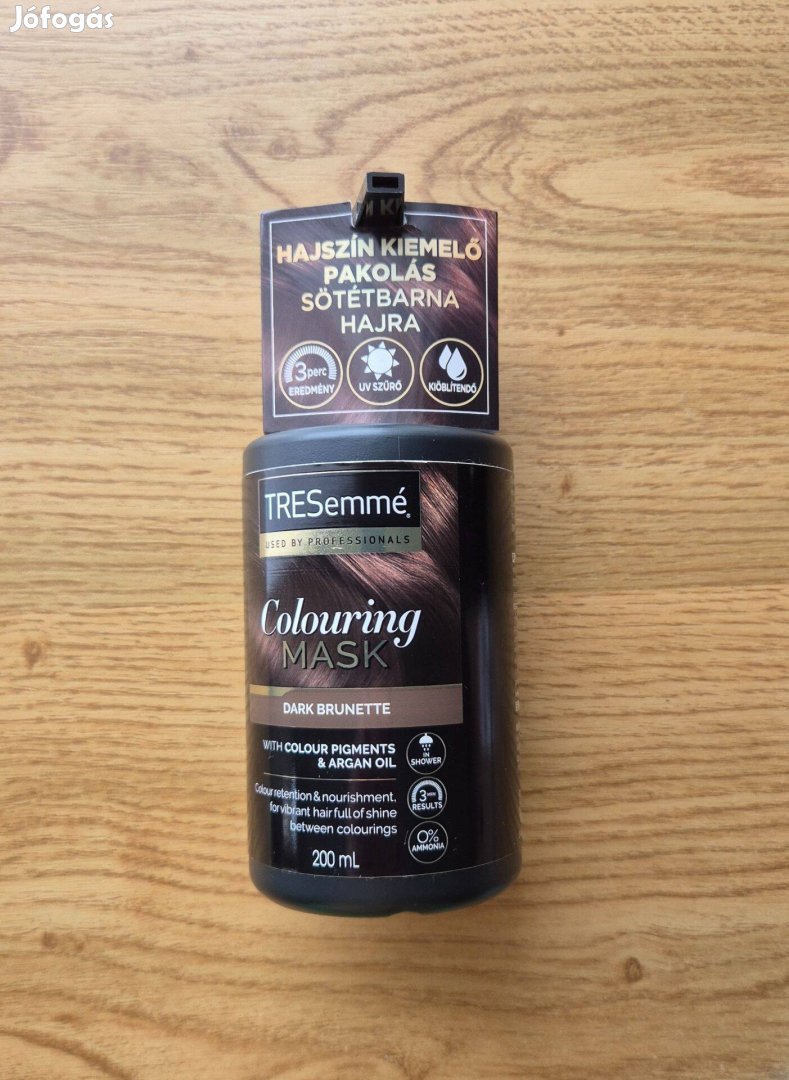 Jófogás
HAJSZÍN KIEMELŐ
PAKOLÁS
SÖTÉTBARNA
HAJRA
3 perc
EREDMÉNY
UV SZŰRŐ
KIÖBLÍTENDŐ
TRESemmé®
USED BY PROFESSIONALS
Colouring
MASK
DARK BRUNETTE
WITH COLOUR PIGMENTS
& ARGAN OIL
IN
SHOWER
Colour retention & nourishment,
for vibrant hair full of shine
between colourings
3 MIN
RESULTS
0%
AMMONIA
200 mL